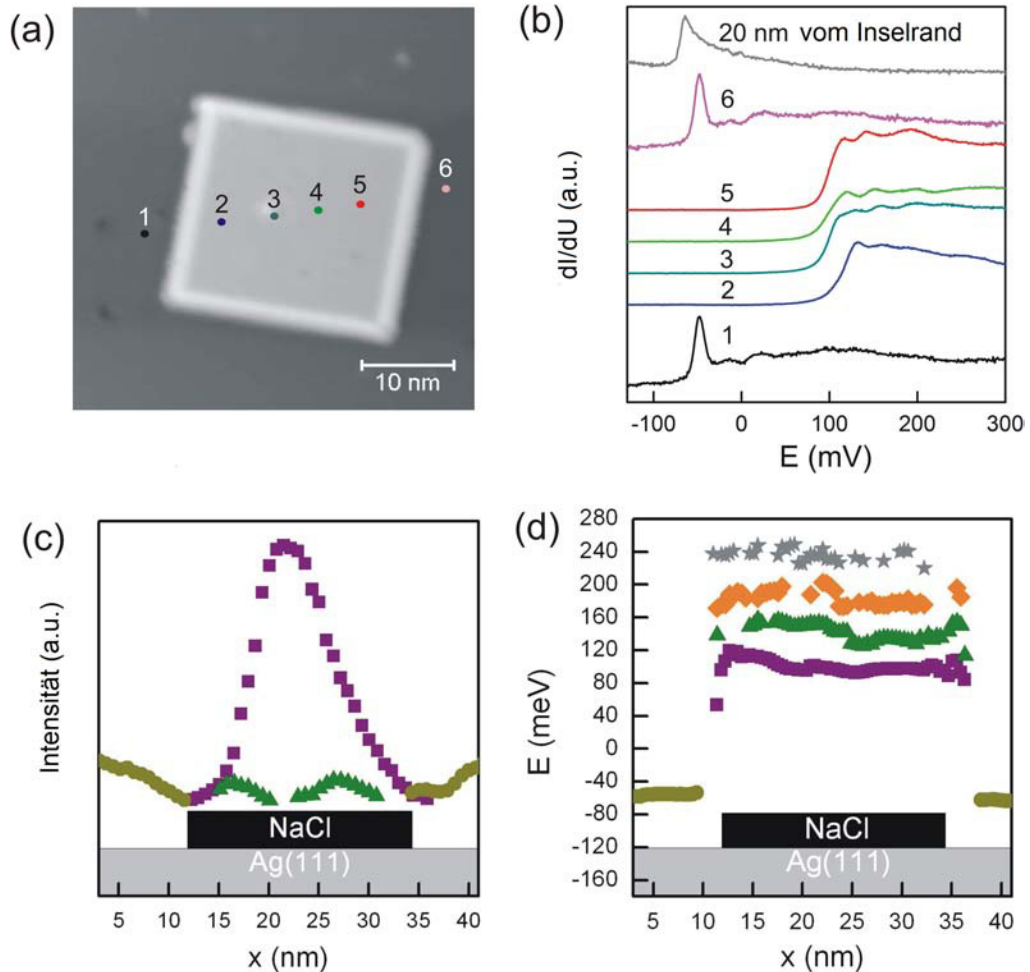 (a)
1
2
3
4
5
6
10 nm
(b)
20 nm vom Inselrand
6
5
4
3
2
1
dI/dU (a.u.)
-100 0 100 200 300
E (mV)
(c)
Intensität (a.u.)
NaCl
Ag(111)
5 10 15 20 25 30 35 40
x (nm)
(d)
280
240
200
160
120
80
40
0
-40
-80
-120
-160
E (meV)
NaCl
Ag(111)
5 10 15 20 25 30 35 40
x (nm)